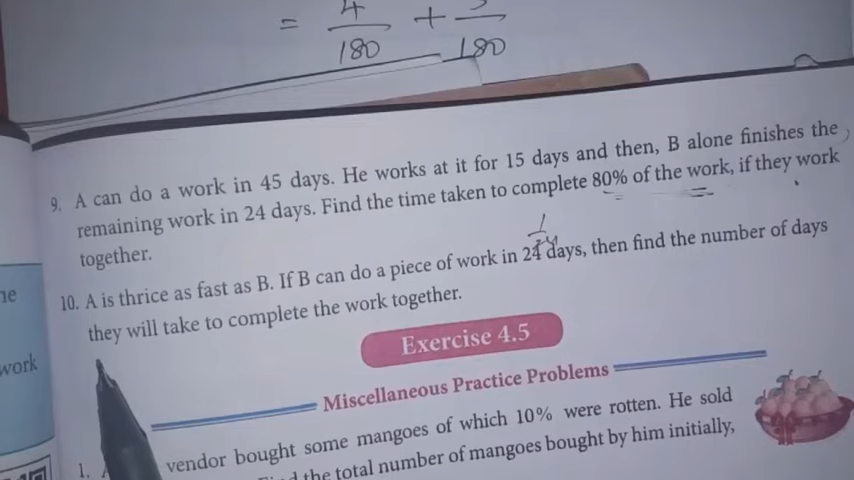 = 4/180 + /180
9. A can do a work in 45 days. He works at it for 15 days and then, B alone finishes the
remaining work in 24 days. Find the time taken to complete 80% of the work, if they work
together.
1/24
10. A is thrice as fast as B. If B can do a piece of work in 24 days, then find the number of days
they will take to complete the work together.
work
Exercise 4.5
Miscellaneous Practice Problems
1. vendor bought some mangoes of which 10% were rotten. He sold
the total number of mangoes bought by him initially,